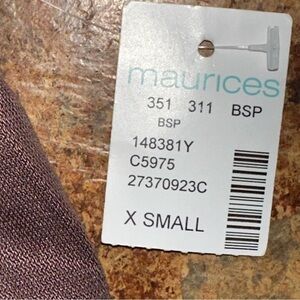 maurices
351 311 BSP
BSP
148381Y
C5975
27370923C
X SMALL